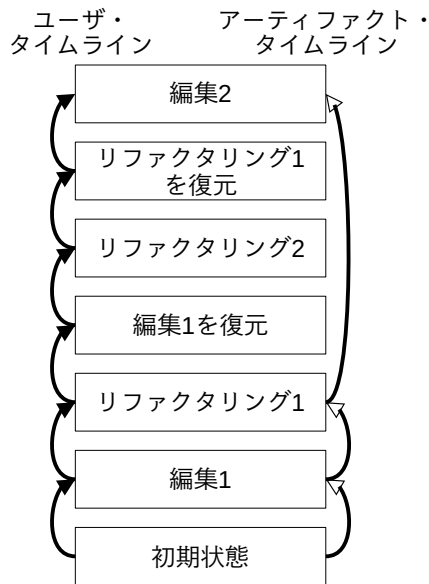 ユーザ・
タイムライン
アーティファクト・
タイムライン
編集2
リファクタリング1
を復元
リファクタリング2
編集1を復元
リファクタリング1
編集1
初期状態